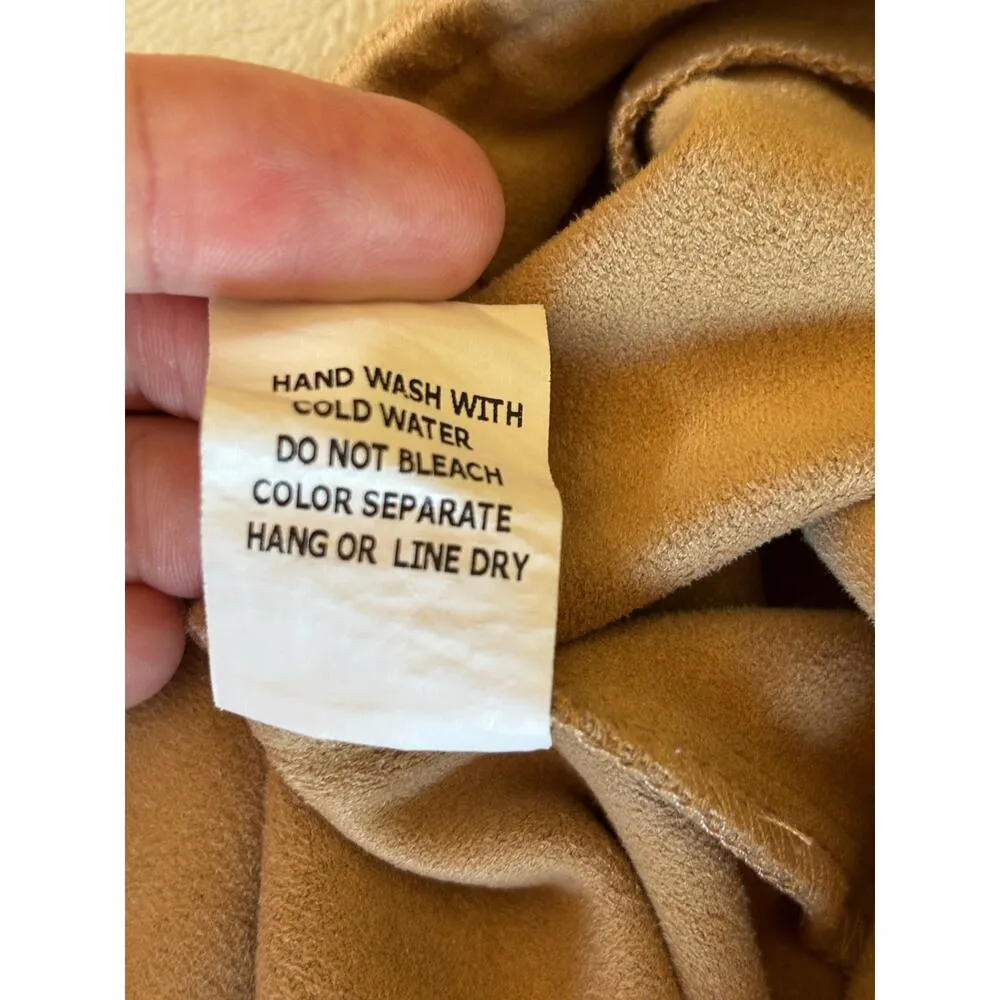 HAND WASH WITH
COLD WATER
DO NOT BLEACH
COLOR SEPARATE
HANG OR LINE DRY